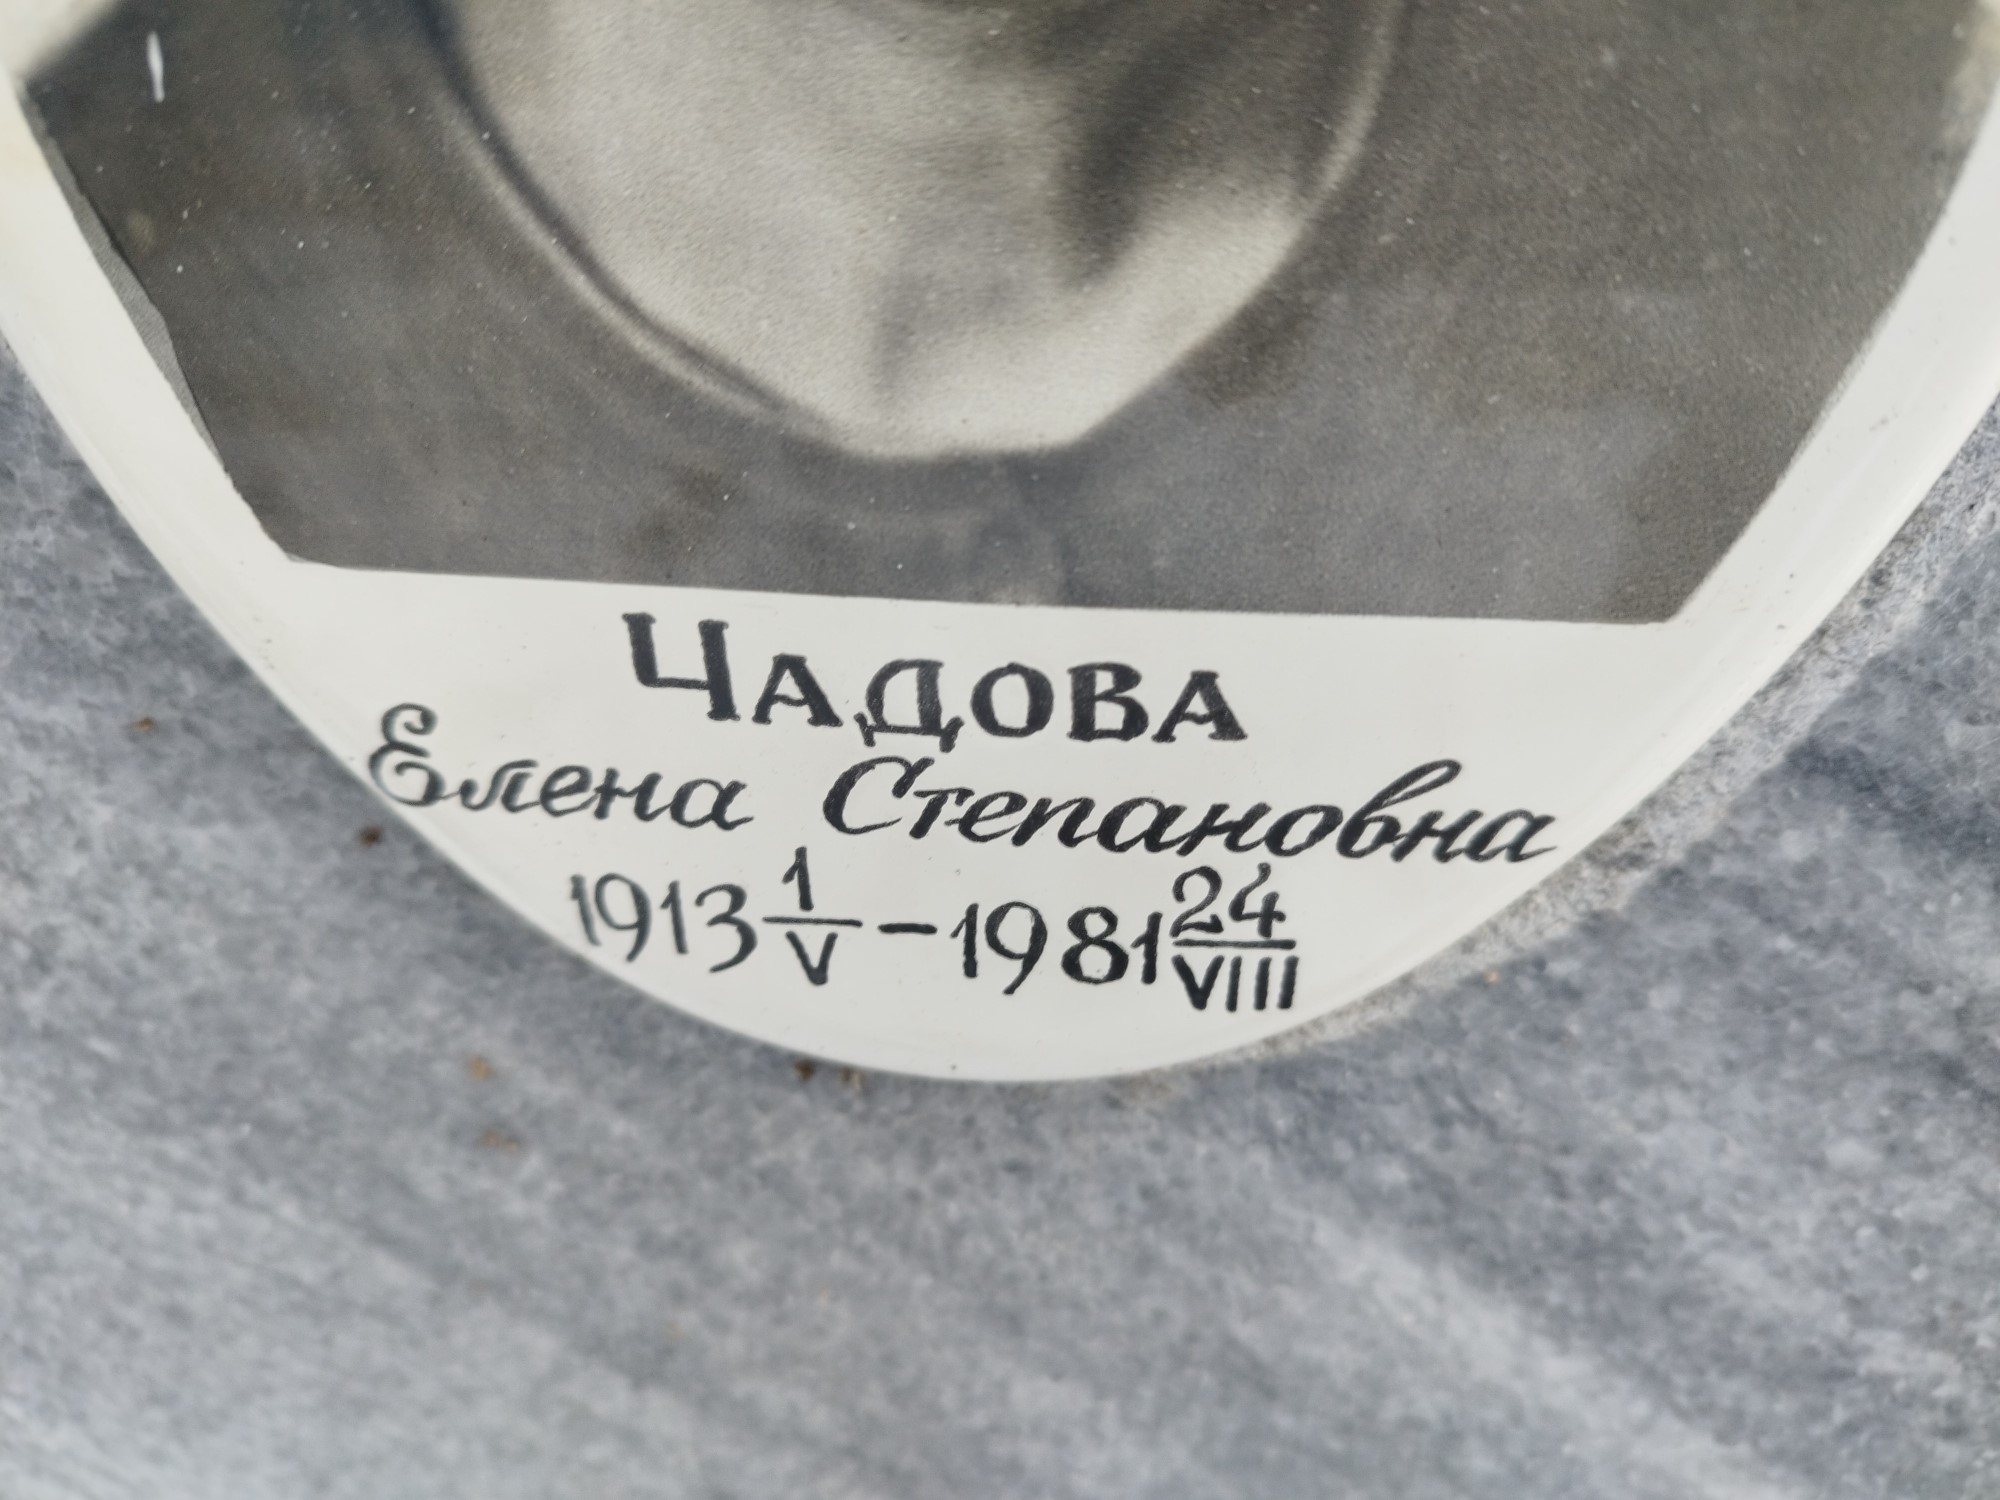 ЧАДОВА
Елена Степановна
1913 1/V – 1981 24/VIII